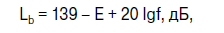 L_b = 139 – E + 20 lgf, дБ,